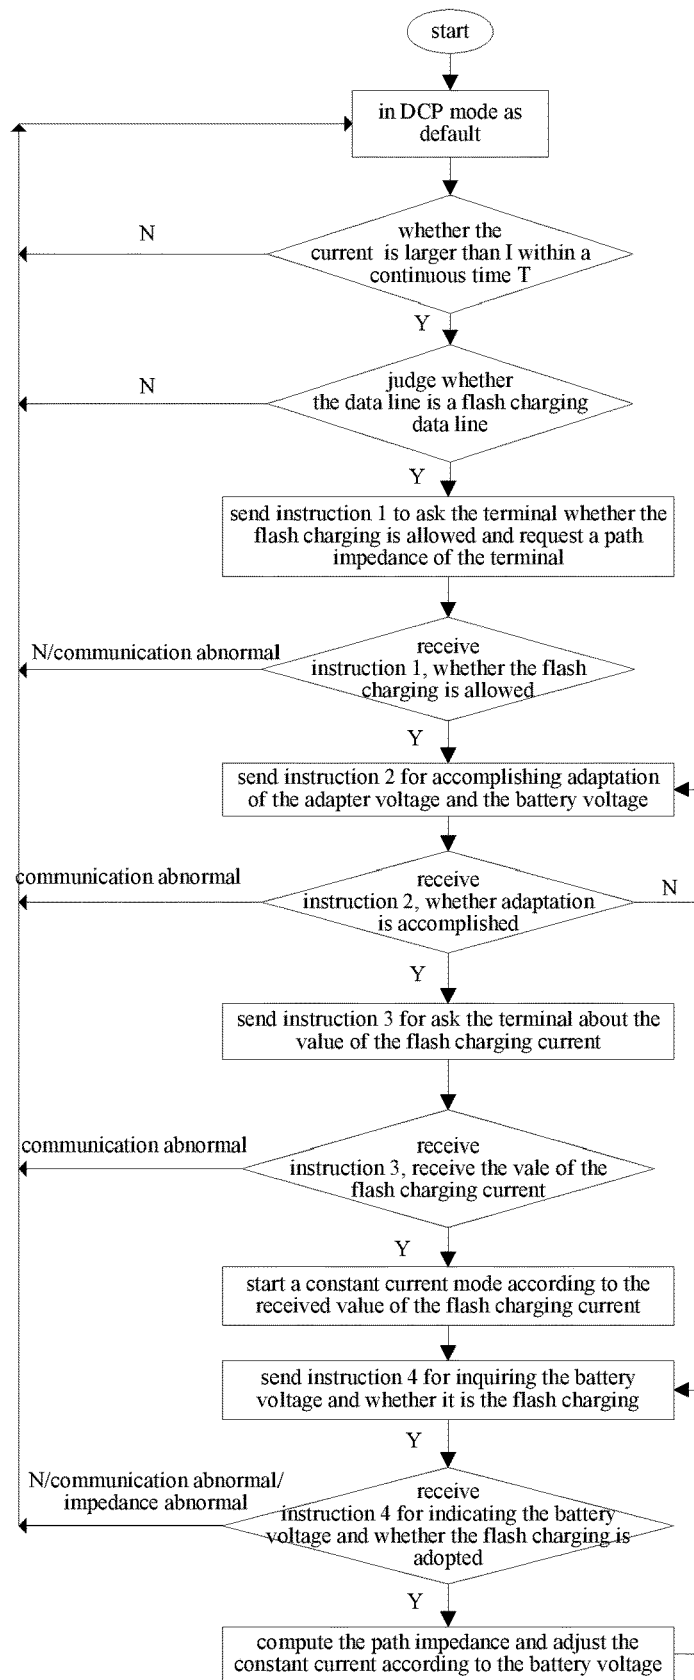 start
in DCP mode as
default
whether the
current is larger than I within a
continuous time T
N
Y
judge whether
the data line is a flash charging
data line
N
Y
send instruction 1 to ask the terminal whether the
flash charging is allowed and request a path
impedance of the terminal
receive
instruction 1, whether the flash
charging is allowed
N/communication abnormal
Y
send instruction 2 for accomplishing adaptation
of the adapter voltage and the battery voltage
receive
instruction 2, whether adaptation
is accomplished
communication abnormal
N
Y
send instruction 3 for ask the terminal about the
value of the flash charging current
receive
instruction 3, receive the vale of the
flash charging current
communication abnormal
Y
start a constant current mode according to the
received value of the flash charging current
send instruction 4 for inquiring the battery
voltage and whether it is the flash charging
Y
receive
instruction 4 for indicating the battery
voltage and whether the flash charging is
adopted
N/communication abnormal/
impedance abnormal
Y
compute the path impedance and adjust the
constant current according to the battery voltage